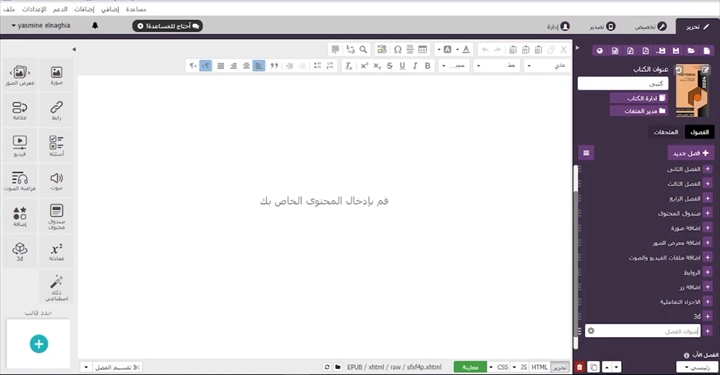 ملف الإعدادات الدعم إضافات إضافي مساعدة
تحرير تخصيص تصدير إدارة
أحتاج للمساعدة!
yasmine elnaghia
عنوان الكتاب
كتبي
ادارة الكتاب
مدير الملفات
الفصول الملحقات
فصل جديد
الفصل الثاني
الفصل الثالث
الفصل الرابع
صندوق المحتوى
اضافة صورة
اضافة معرض الصور
اضافة ملفات الفيديو والصوت
الروابط
اضافة زر
الاجزاء التفاعلية
3d
عنوان الفصل
الفصل الأب
رئيسي
عادي خط حجم...
قم بإدخال المحتوى الخاص بك
تحرير HTML JS CSS معاينة
EPUB / xhtml / raw / sfxf4p.xhtml
تقسيم الفصل
صورة معرض الصور
رابط علامة
أسئلة فيديو
صوت مزامنة الصوت
صندوق محتوى إضافة
معادلة 3d
ذكاء اصطناعي
حدد قالب